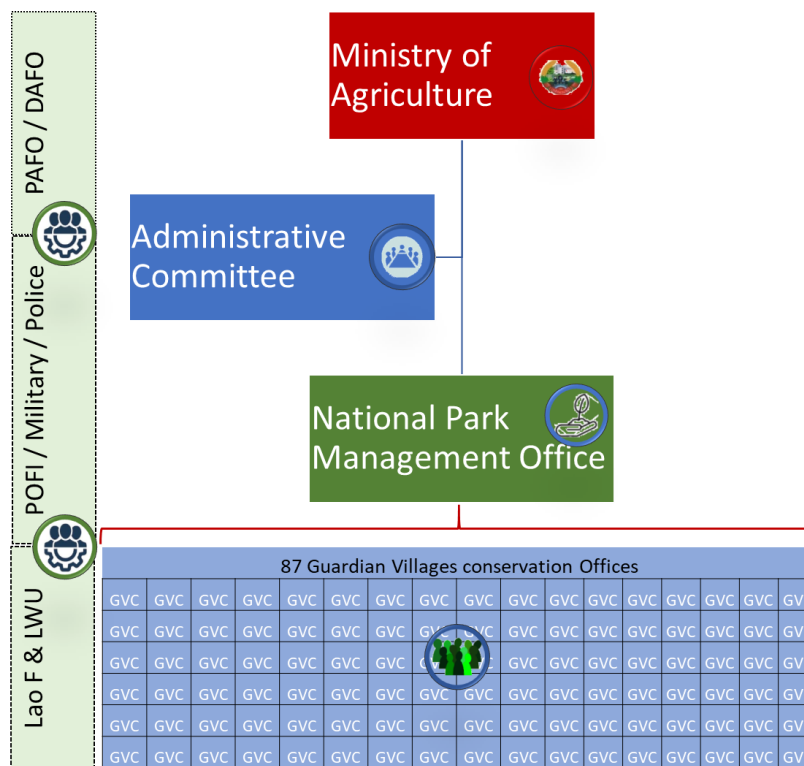 PAFO / DAFO
POFI / Military / Police
Lao F & LWU
Ministry of
Agriculture
Administrative
Committee
National Park
Management Office
87 Guardian Villages conservation Offices
GVC GVC GVC GVC GVC GVC GVC GVC GVC GVC GVC GVC GVC GVC GVC GVC GV
GVC GVC GVC GVC GVC GVC GVC GVC GVC GVC GVC GVC GVC GVC GVC GVC GV
GVC GVC GVC GVC GVC GVC GVC GVC GVC GVC GVC GVC GVC GVC GV
GVC GVC GVC GVC GVC GVC GVC GVC GVC GVC GVC GVC GVC GVC GVC GVC GV
GVC GVC GVC GVC GVC GVC GVC GVC GVC GVC GVC GVC GVC GVC GVC GVC GV
GVC GVC GVC GVC GVC GVC GVC GVC GVC GVC GVC GVC GVC GVC GVC GVC GV